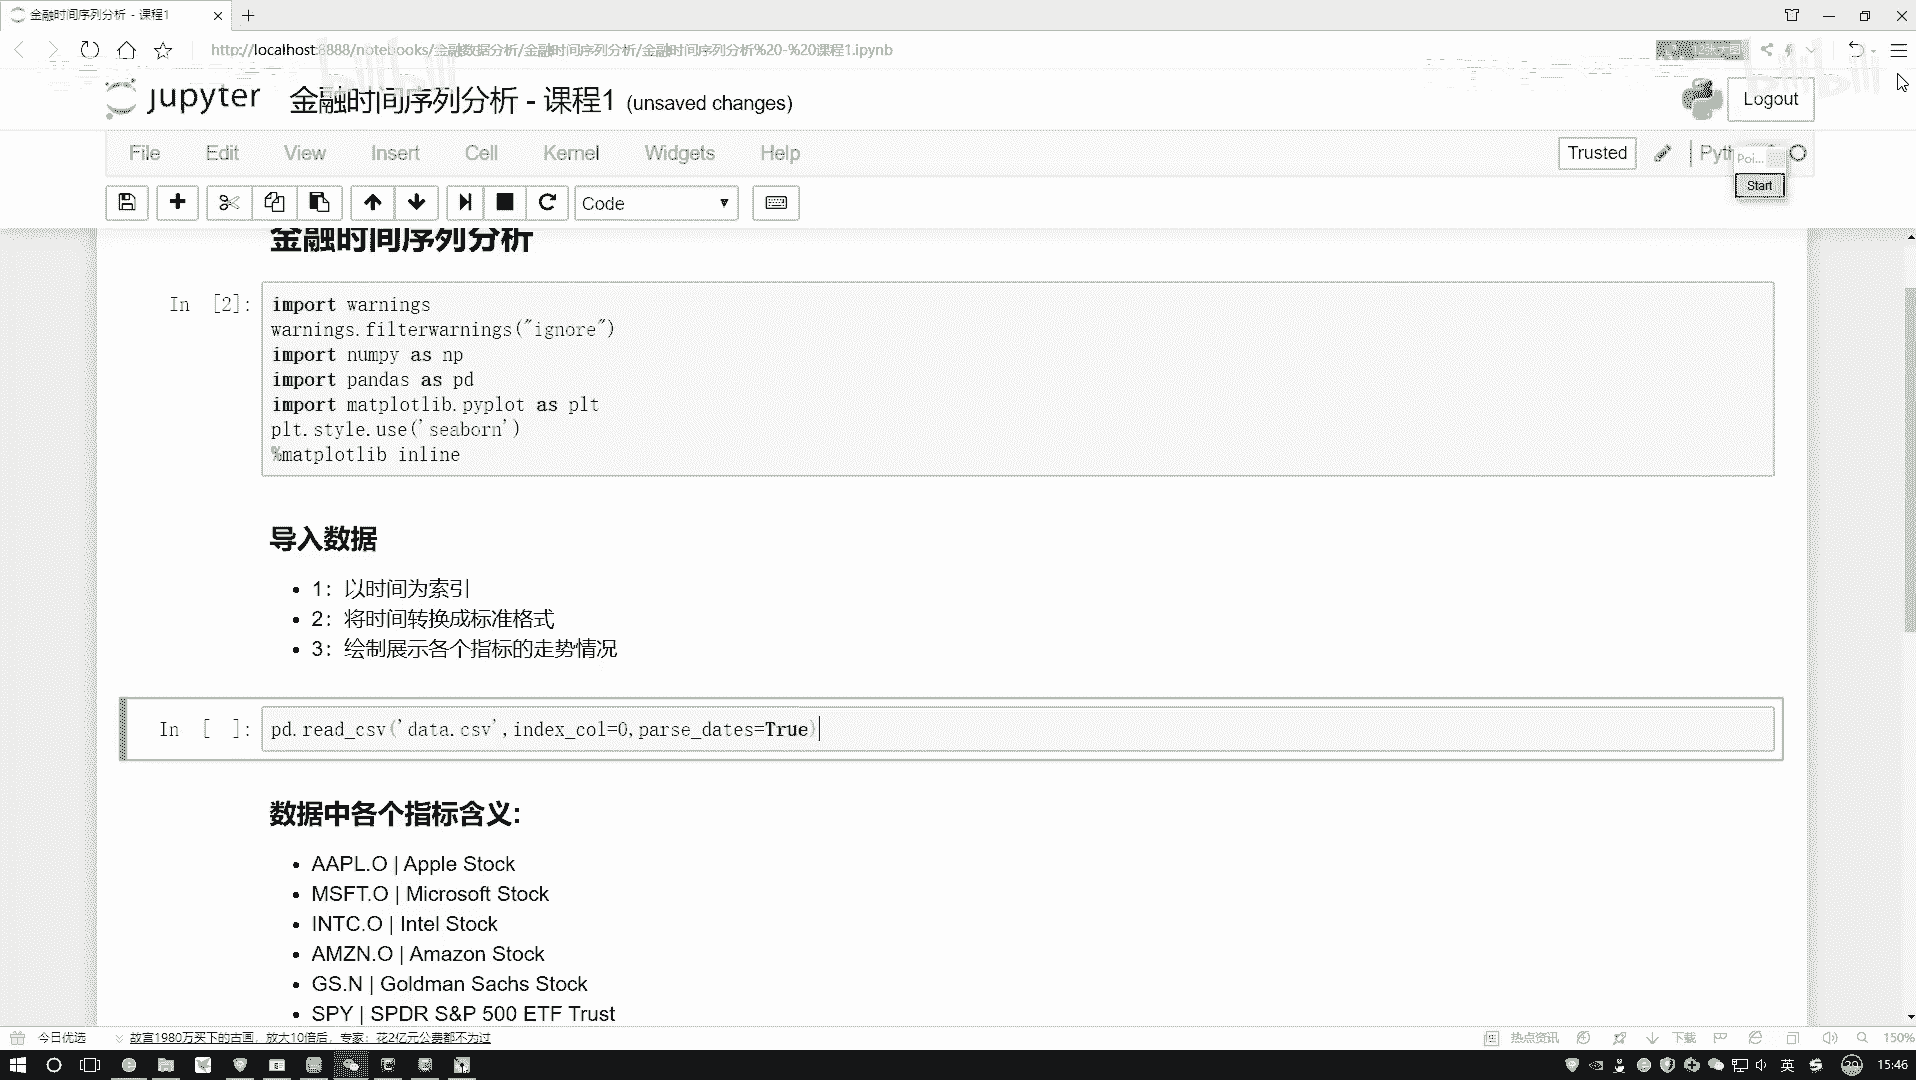 金融时间序列分析 - 课程1
http://localhost:8888/notebooks/金融数据分析/金融时间序列分析/金融时间序列分析%20-%20课程1.ipynb
bilibili
bilibili
jupyter 金融时间序列分析 - 课程1 (unsaved changes)
Logout
File Edit View Insert Cell Kernel Widgets Help
Trusted
Pyth
Poi...
Start
Code
金融时间序列分析
In [2]:
import warnings
warnings.filterwarnings("ignore")
import numpy as np
import pandas as pd
import matplotlib.pyplot as plt
plt.style.use('seaborn')
%matplotlib inline
导入数据
1：以时间为索引
2：将时间转换成标准格式
3：绘制展示各个指标的走势情况
In [ ]:
pd.read_csv('data.csv',index_col=0,parse_dates=True)
数据中各个指标含义:
AAPL.O | Apple Stock
MSFT.O | Microsoft Stock
INTC.O | Intel Stock
AMZN.O | Amazon Stock
GS.N | Goldman Sachs Stock
SPY | SPDR S&P 500 ETF Trust
今日优选
故宫1980万买下的古画，放大10倍后，专家：花2亿元公费都不为过
热点资讯
下载
150%
英
15:46